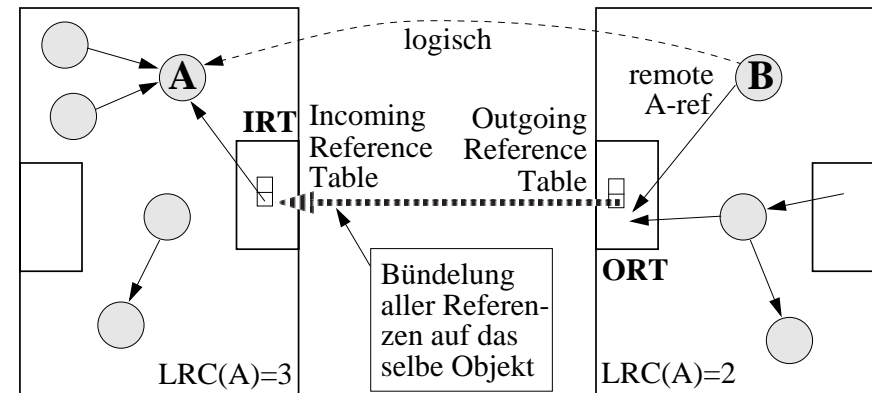 logisch
A
B
remote
A-ref
IRT
Incoming
Reference
Table
Outgoing
Reference
Table
ORT
Bündelung
aller Referen-
zen auf das
selbe Objekt
LRC(A)=3
LRC(A)=2